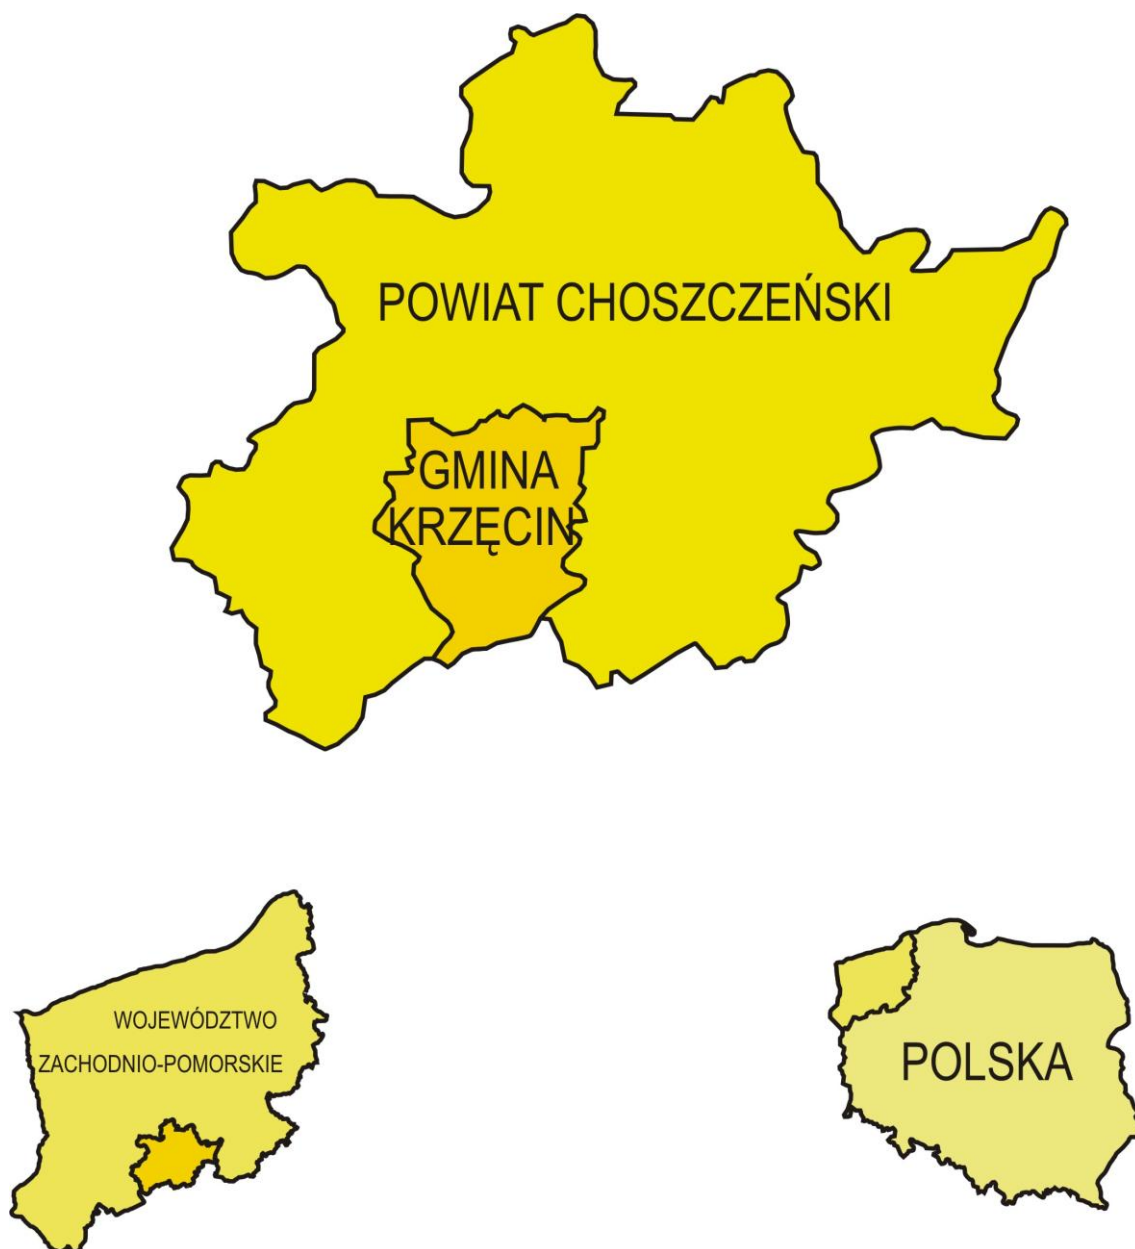 POWIAT CHOSZCZEŃSKI
GMINA
KRZĘCIN
WOJEWÓDZTWO
ZACHODNIO-POMORSKIE
POLSKA